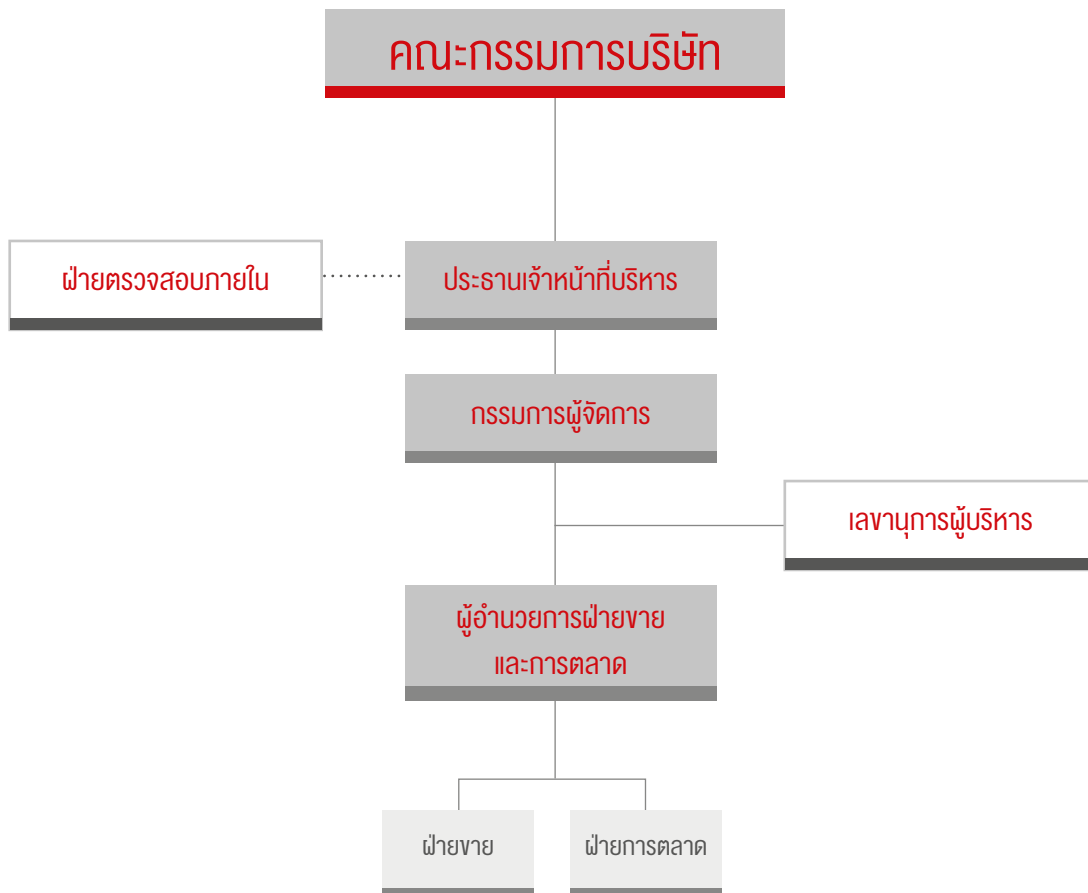 คณะกรรมการบริษัท
ฝ่ายตรวจสอบภายใน
ประธานเจ้าหน้าที่บริหาร
กรรมการผู้จัดการ
เลขานุการผู้บริหาร
ผู้อำนวยการฝ่ายขาย
และการตลาด
ฝ่ายขาย
ฝ่ายการตลาด